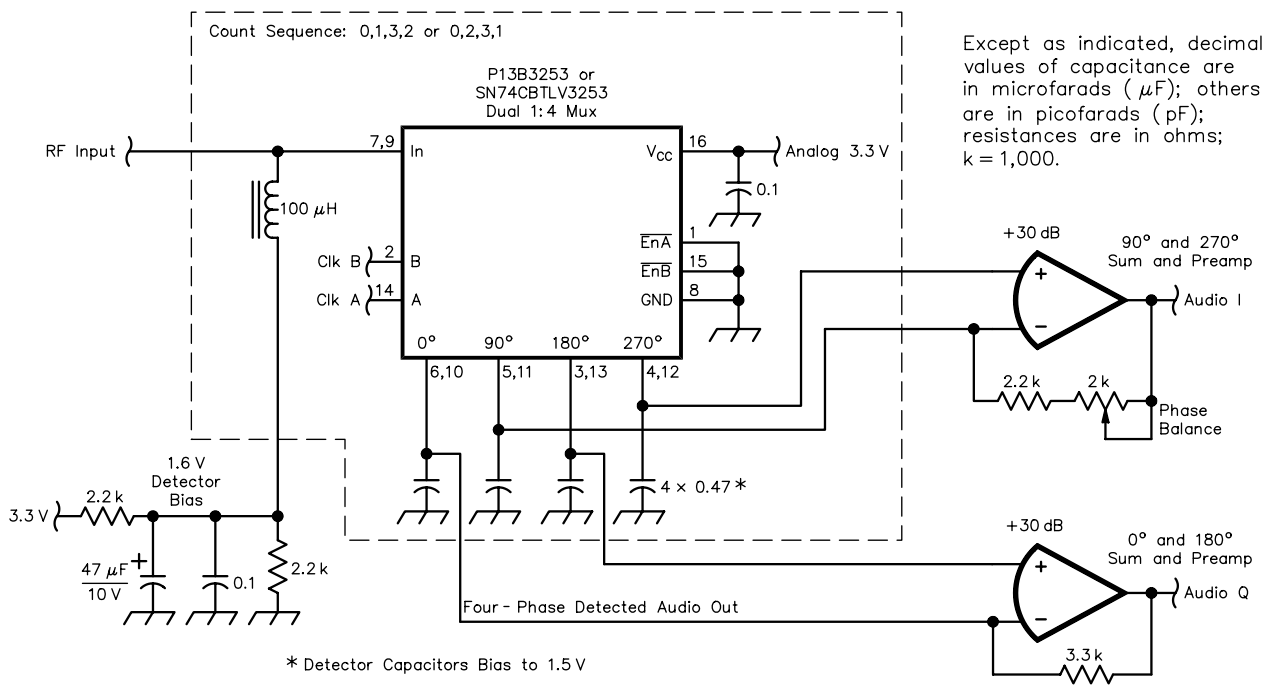 Count Sequence: 0,1,3,2 or 0,2,3,1
Except as indicated, decimal
values of capacitance are
in microfarads ( μF); others
are in picofarads ( pF);
resistances are in ohms;
k = 1,000.
P13B3253 or
SN74CBTLV3253
Dual 1:4 Mux
RF Input
7,9
In
VCC
16
Analog 3.3 V
0.1
100 μH
Clk B
2
B
Clk A
14
A
EnA
1
EnB
15
GND
8
0°
90°
180°
270°
6,10
5,11
3,13
4,12
+30 dB
90° and 270°
Sum and Preamp
+
−
Audio I
2.2 k
2 k
Phase
Balance
1.6 V
Detector
Bias
3.3 V
2.2 k
+
47 μF
10 V
0.1
2.2 k
4 × 0.47 *
+30 dB
0° and 180°
Sum and Preamp
+
−
Audio Q
3.3 k
Four - Phase Detected Audio Out
* Detector Capacitors Bias to 1.5 V